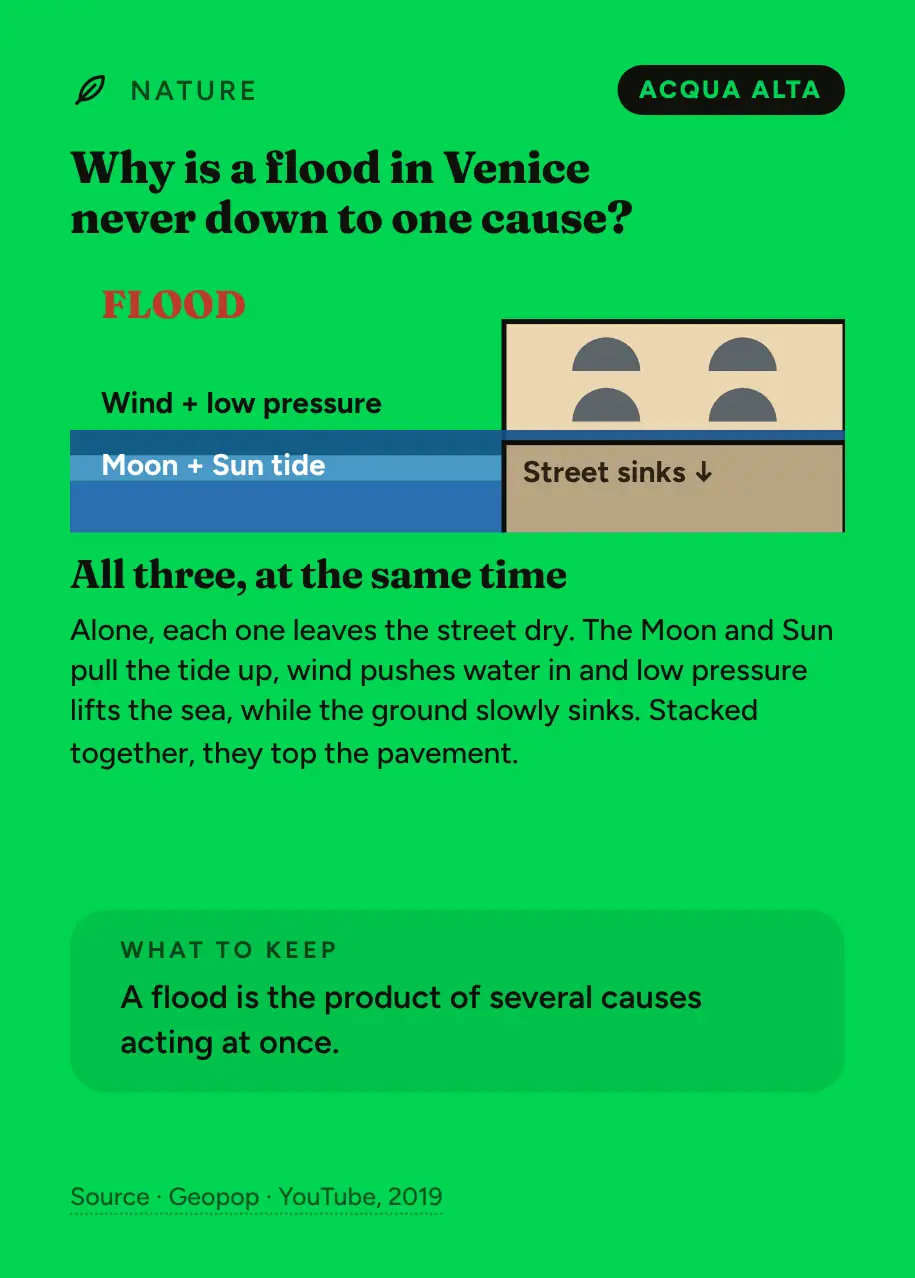 NATURE
ACQUA ALTA
Why is a flood in Venice
never down to one cause?
FLOOD
Wind + low pressure
Moon + Sun tide
Street sinks ↓
All three, at the same time
Alone, each one leaves the street dry. The Moon and Sun
pull the tide up, wind pushes water in and low pressure
lifts the sea, while the ground slowly sinks. Stacked
together, they top the pavement.
WHAT TO KEEP
A flood is the product of several causes
acting at once.
Source · Geopop · YouTube, 2019